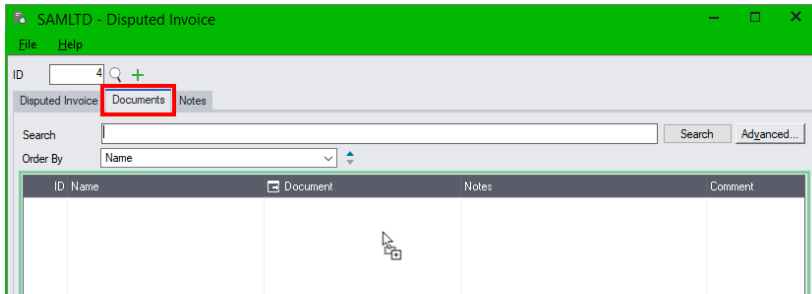 SAMLTD - Disputed Invoice
File Help
ID 4
Disputed Invoice Documents Notes
Search Search Advanced...
Order By Name
ID Name Document Notes Comment